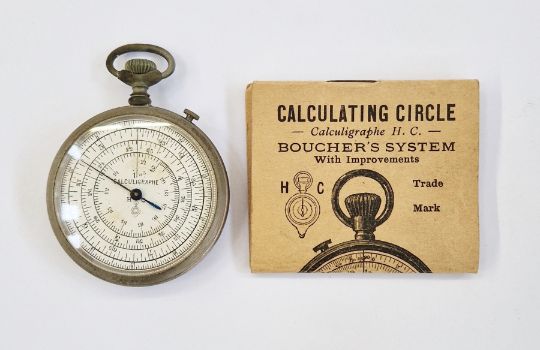 CALCULIGRAPHE
CALCULATING CIRCLE
— Calculigraphe H. C. —
BOUCHER'S SYSTEM
With Improvements
H C
Trade
Mark